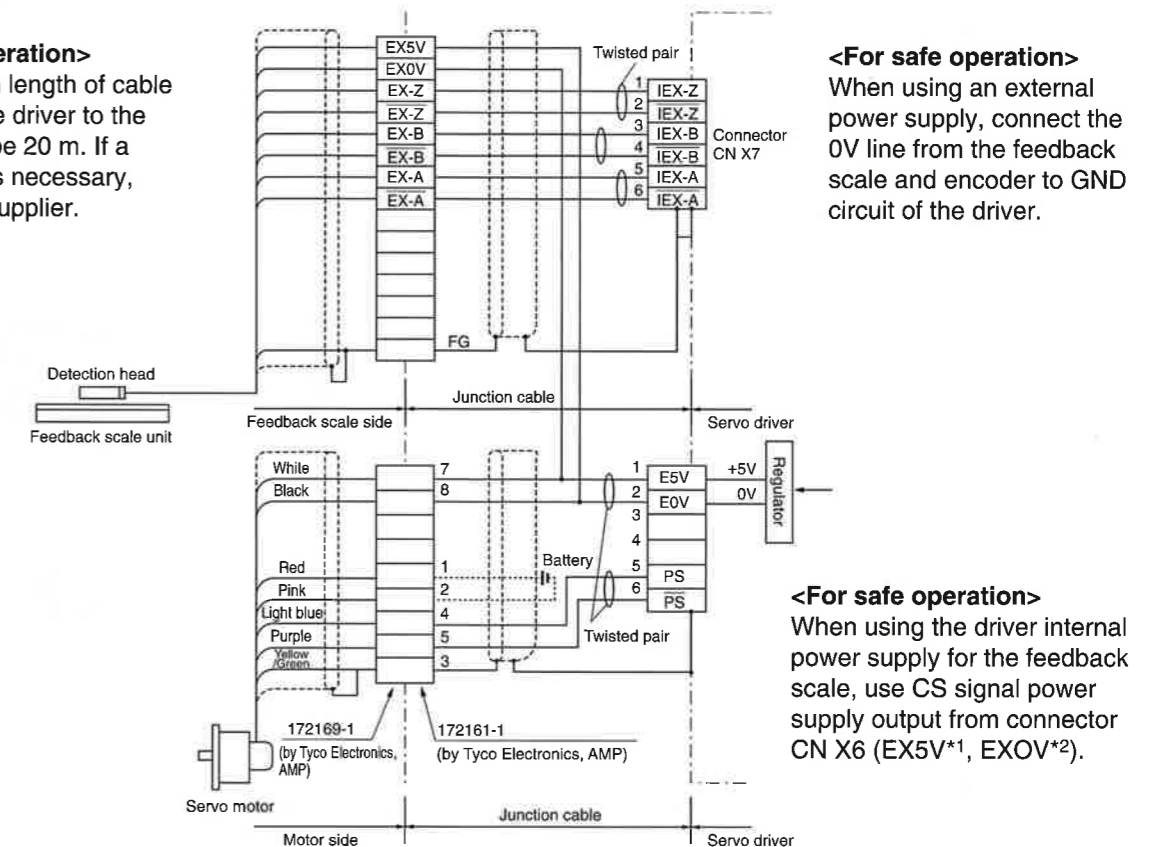 eration>
length of cable
e driver to the
be 20 m. If a
s necessary,
upplier.
EX5V
EX0V
EX-Z
EX-Z
EX-B
EX-B
EX-A
EX-A
FG
Twisted pair
1 IEX-Z
2 IEX-Z
3 IEX-B
4 IEX-B
5 IEX-A
6 IEX-A
Connector
CN X7
<For safe operation>
When using an external
power supply, connect the
0V line from the feedback
scale and encoder to GND
circuit of the driver.
Detection head
Feedback scale unit
Feedback scale side
Junction cable
Servo driver
White
Black
Red
Pink
Light blue
Purple
Yellow
/Green
7
8
1
2
4
5
3
Battery
Twisted pair
1 E5V
2 E0V
3
4
5 PS
6 PS
+5V
0V
Regulator
172169-1
(by Tyco Electronics,
AMP)
172161-1
(by Tyco Electronics, AMP)
Servo motor
Motor side
Junction cable
Servo driver
<For safe operation>
When using the driver internal
power supply for the feedback
scale, use CS signal power
supply output from connector
CN X6 (EX5V*1, EXOV*2).